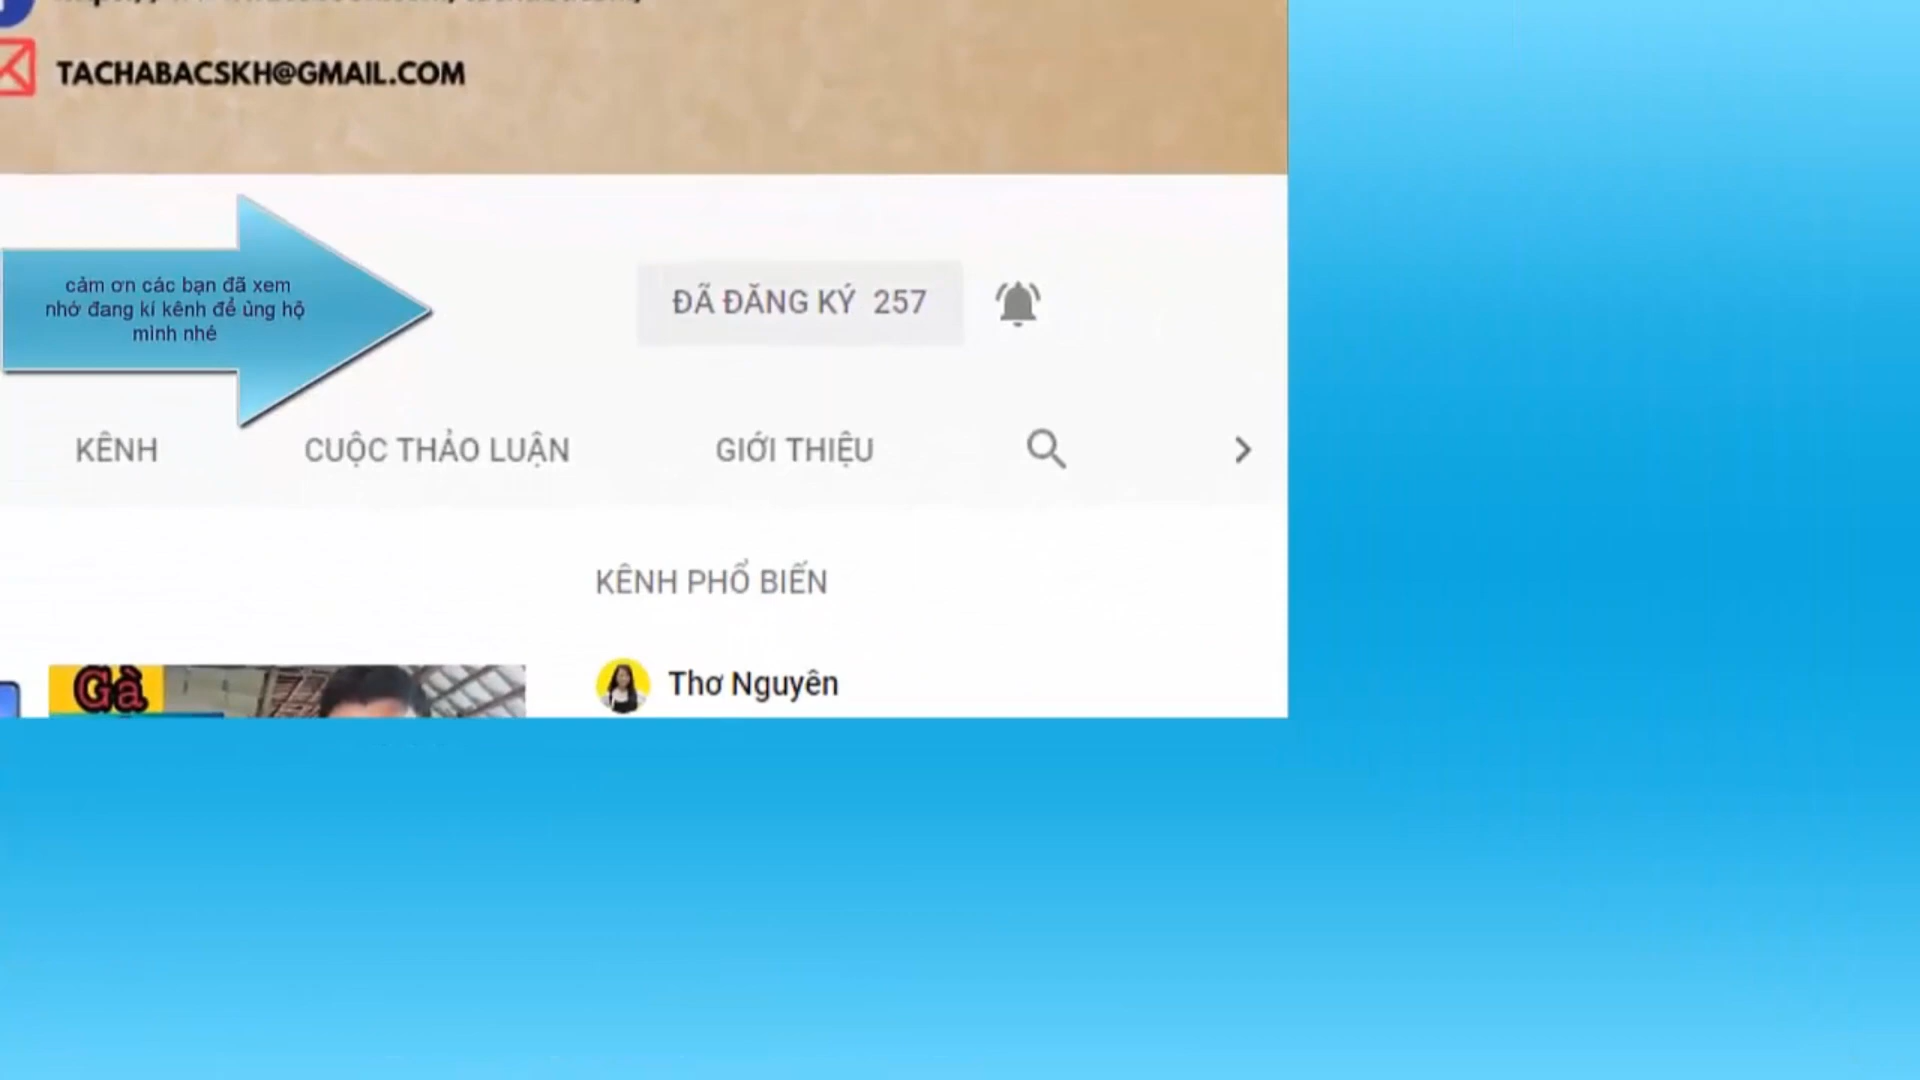 TACHABACSKH@GMAIL.COM
cảm ơn các bạn đã xem
nhớ đang kí kênh để ủng hộ
mình nhé
ĐÃ ĐĂNG KÝ 257
KÊNH CUỘC THẢO LUẬN GIỚI THIỆU
KÊNH PHỔ BIẾN
Gà
Thơ Nguyên